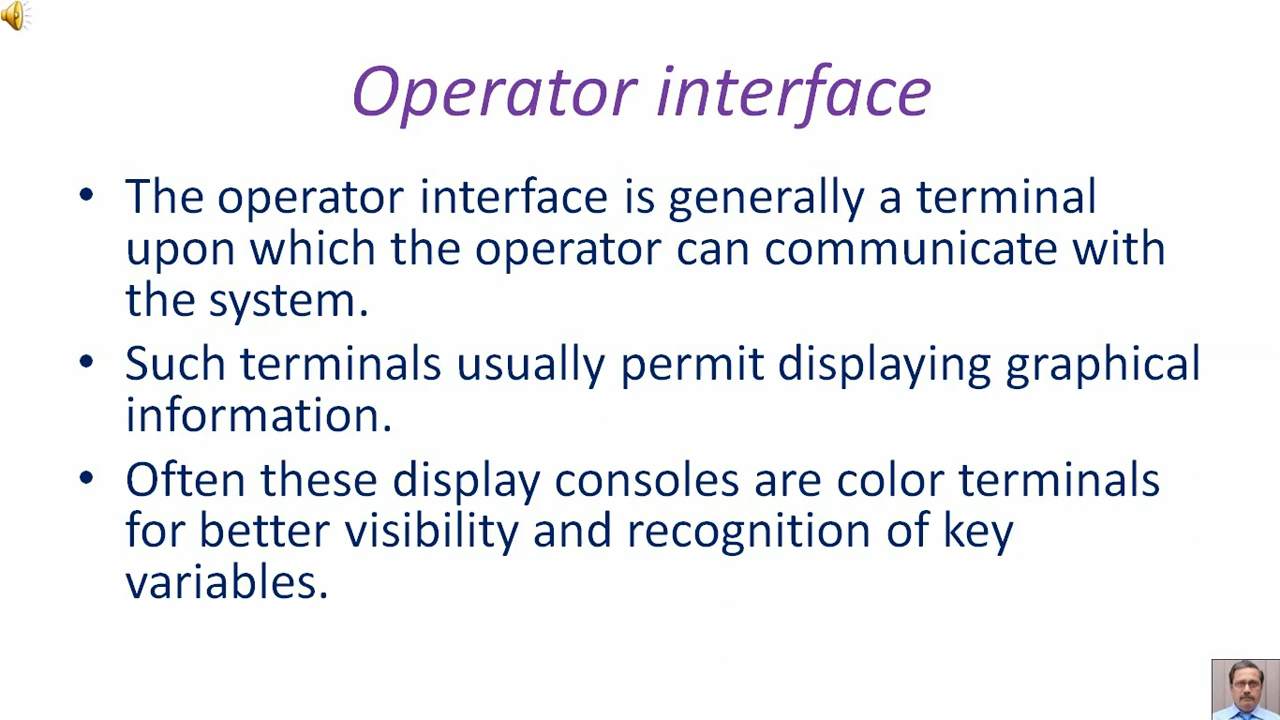 Operator interface
• The operator interface is generally a terminal
upon which the operator can communicate with
the system.
• Such terminals usually permit displaying graphical
information.
• Often these display consoles are color terminals
for better visibility and recognition of key
variables.